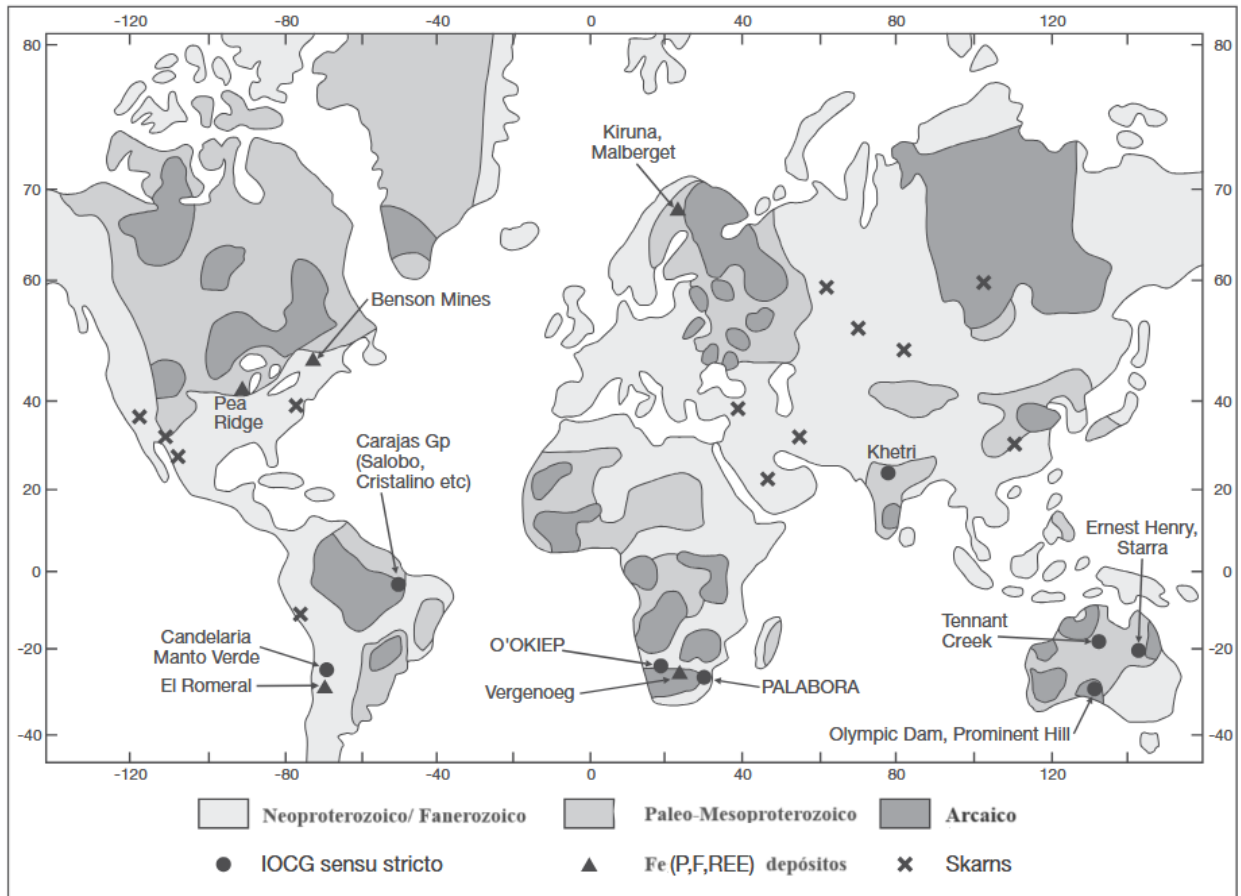 -120 -80 -40 0 40 80 120
80 80
Kiruna,
Malberget
70 70
60 60
Benson Mines
40 40
Pea
Ridge
Carajas Gp
(Salobo,
Cristalino etc)
Khetri
20 20
Ernest Henry,
Starra
0 0
Tennant
Creek
Candelaria
Manto Verde
O'OKIEP
-20 -20
El Romeral
Vergenoeg
PALABORA
Olympic Dam, Prominent Hill
-40 -40
-120 -80 -40 0 40 80 120
Neoproterozoico/ Fanerozoico Paleo-Mesoproterozoico Arcaico
IOCG sensu stricto Fe (P,F,REE) depósitos Skarns